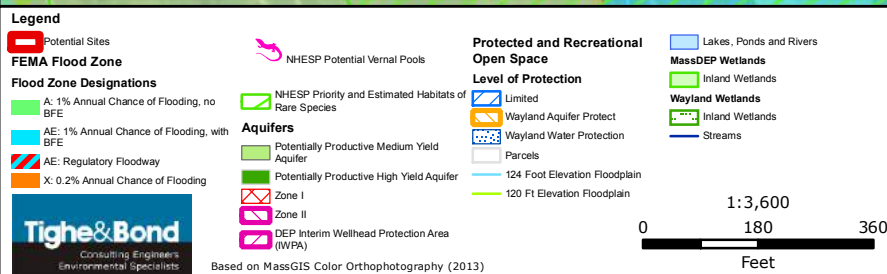 Legend
Potential Sites
FEMA Flood Zone
Flood Zone Designations
A: 1% Annual Chance of Flooding, no
BFE
AE: 1% Annual Chance of Flooding, with
BFE
AE: Regulatory Floodway
X: 0.2% Annual Chance of Flooding
Tighe&Bond
Consulting Engineers
Environmental Specialists
NHESP Potential Vernal Pools
NHESP Priority and Estimated Habitats of
Rare Species
Aquifers
Potentially Productive Medium Yield
Aquifer
Potentially Productive High Yield Aquifer
Zone I
Zone II
DEP Interim Wellhead Protection Area
(IWPA)
Based on MassGIS Color Orthophotography (2013)
Protected and Recreational
Open Space
Level of Protection
Limited
Wayland Aquifer Protect
Wayland Water Protection
Parcels
124 Foot Elevation Floodplain
120 Ft Elevation Floodplain
Lakes, Ponds and Rivers
MassDEP Wetlands
Inland Wetlands
Wayland Wetlands
Inland Wetlands
Streams
1:3,600
0 180 360
Feet